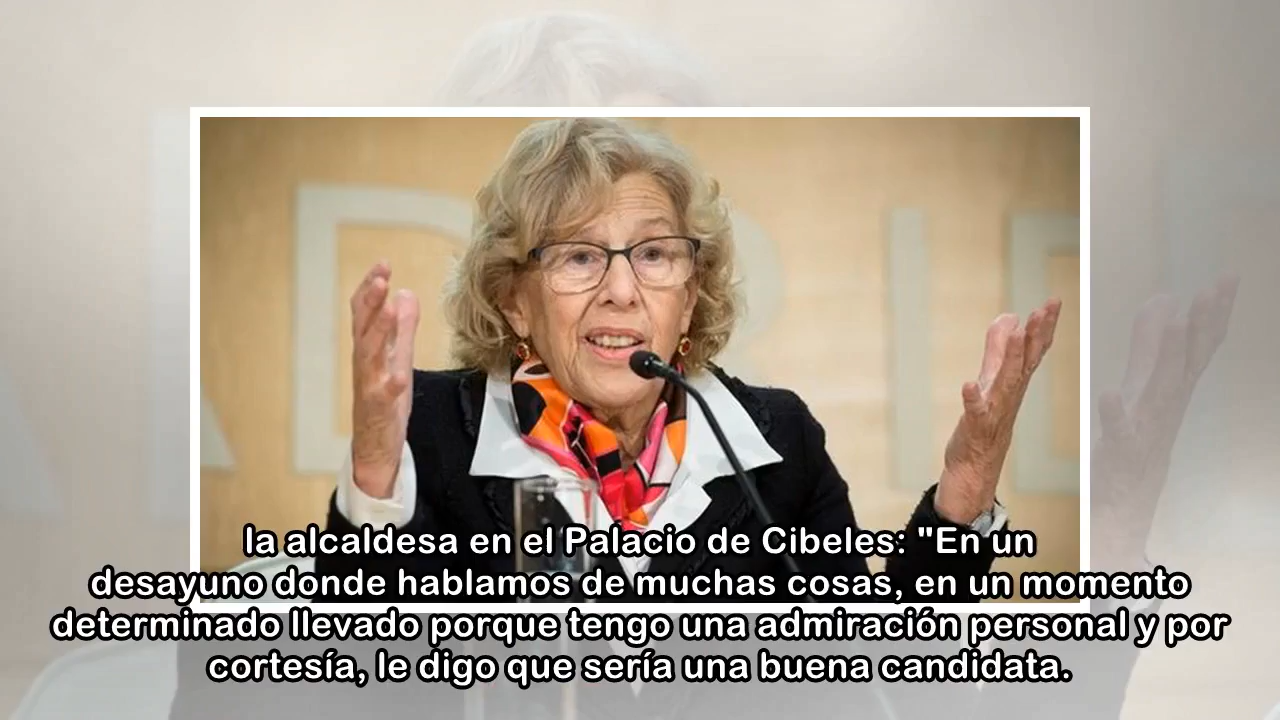 la alcaldesa en el Palacio de Cibeles: "En un
desayuno donde hablamos de muchas cosas, en un momento
determinado llevado porque tengo una admiración personal y por
cortesía, le digo que sería una buena candidata.